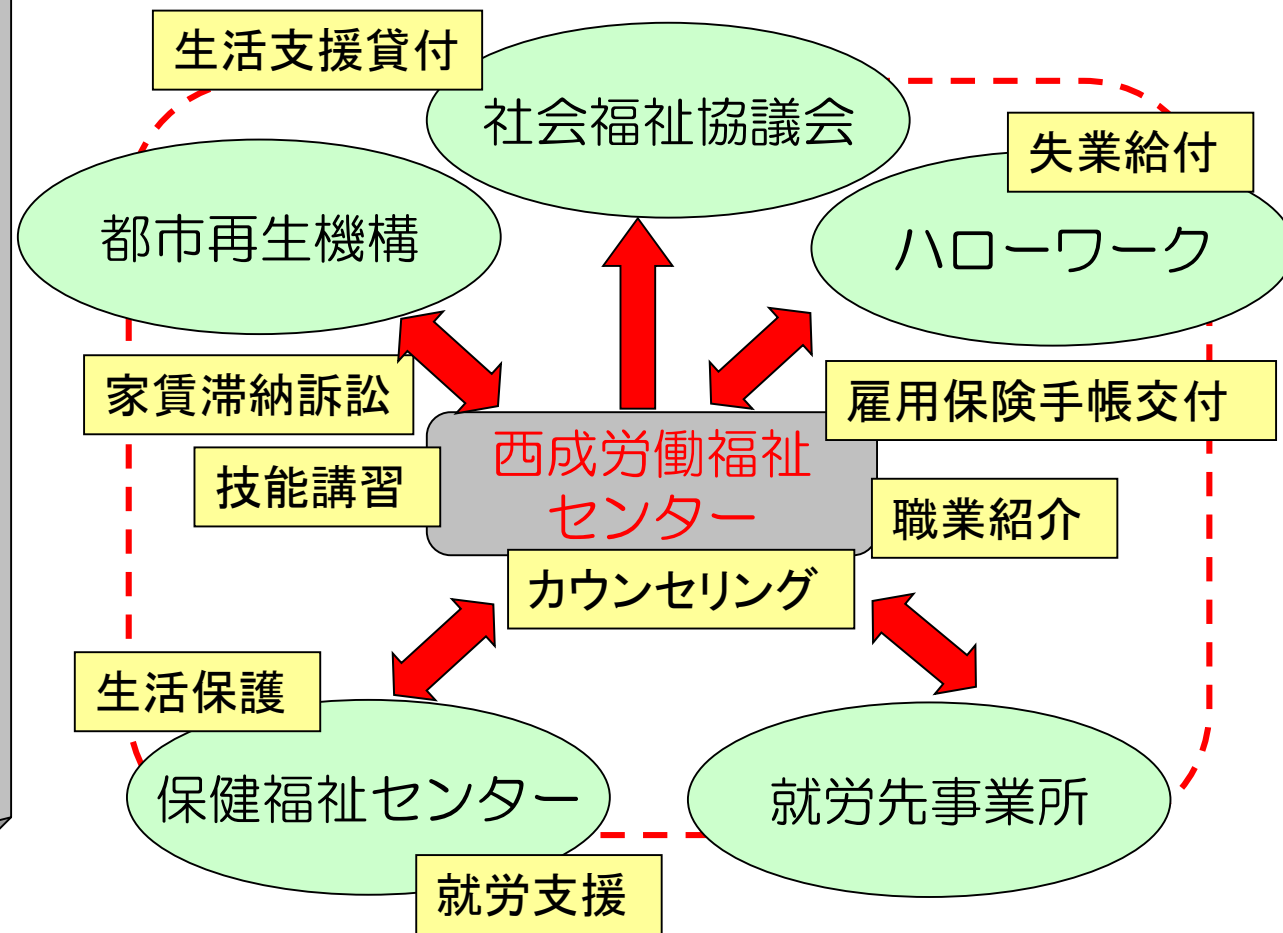 生活支援貸付
社会福祉協議会
失業給付
都市再生機構
ハローワーク
家賃滞納訴訟
雇用保険手帳交付
西成労働福祉
センター
技能講習
職業紹介
カウンセリング
生活保護
保健福祉センター
就労先事業所
就労支援